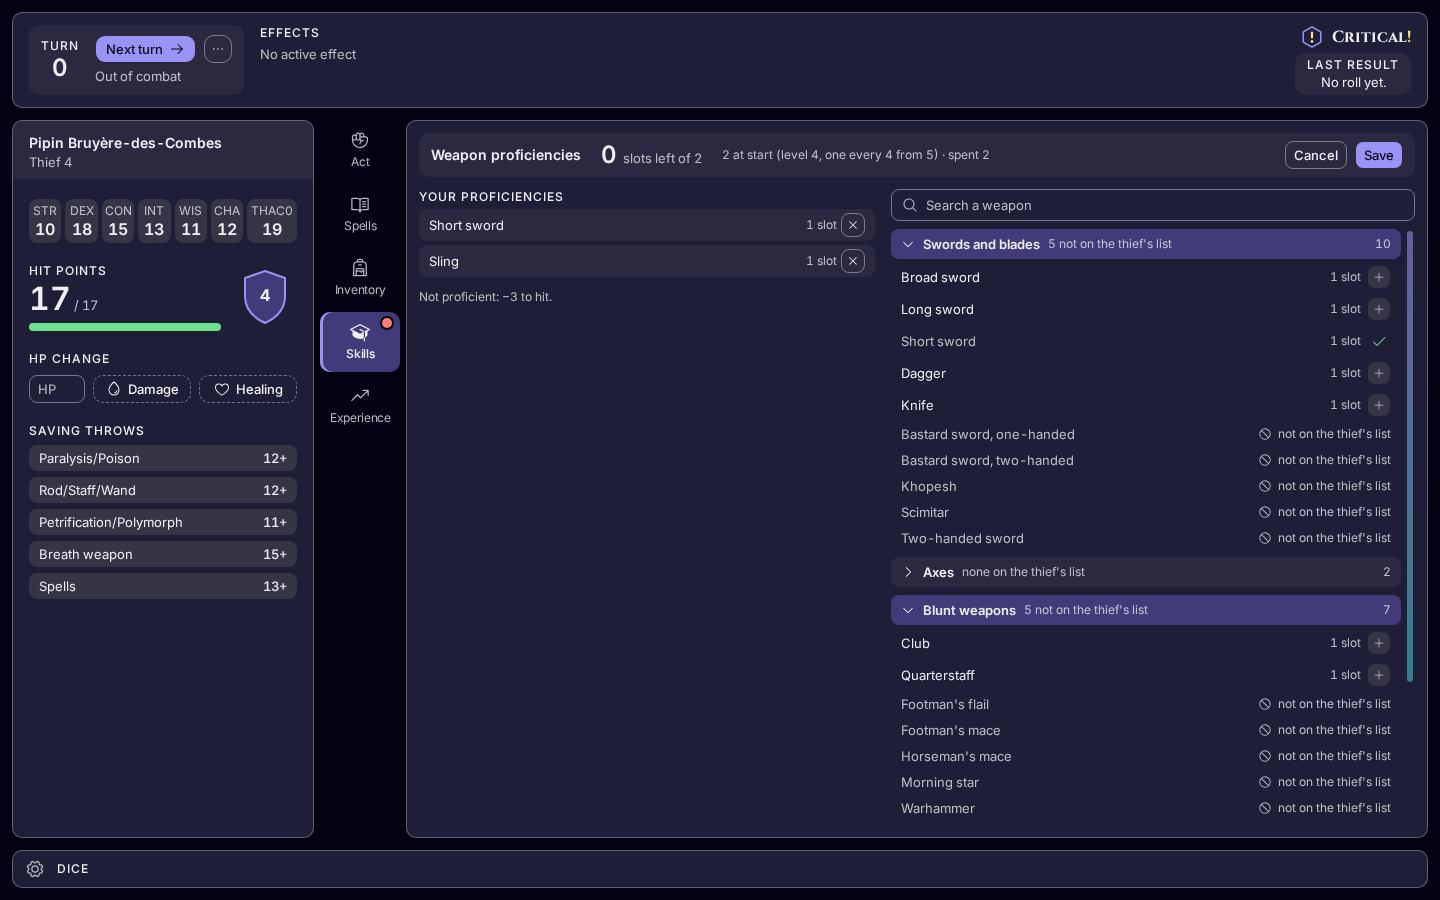 TURN
0
Next turn →
...
Out of combat
EFFECTS
No active effect
CRITICAL!
LAST RESULT
No roll yet.
Pipin Bruyère-des-Combes
Thief 4
STR DEX CON INT WIS CHA THAC0
10 18 15 13 11 12 19
HIT POINTS
17 / 17
4
HP CHANGE
HP Damage Healing
SAVING THROWS
Paralysis/Poison 12+
Rod/Staff/Wand 12+
Petrification/Polymorph 11+
Breath weapon 15+
Spells 13+
Act
Spells
Inventory
Skills
Experience
Weapon proficiencies 0 slots left of 2 2 at start (level 4, one every 4 from 5) · spent 2 Cancel Save
YOUR PROFICIENCIES
Short sword 1 slot
Sling 1 slot
Not proficient: −3 to hit.
Search a weapon
Swords and blades 5 not on the thief's list 10
Broad sword 1 slot +
Long sword 1 slot +
Short sword 1 slot
Dagger 1 slot +
Knife 1 slot +
Bastard sword, one-handed not on the thief's list
Bastard sword, two-handed not on the thief's list
Khopesh not on the thief's list
Scimitar not on the thief's list
Two-handed sword not on the thief's list
Axes none on the thief's list 2
Blunt weapons 5 not on the thief's list 7
Club 1 slot +
Quarterstaff 1 slot +
Footman's flail not on the thief's list
Footman's mace not on the thief's list
Horseman's mace not on the thief's list
Morning star not on the thief's list
Warhammer not on the thief's list
DICE